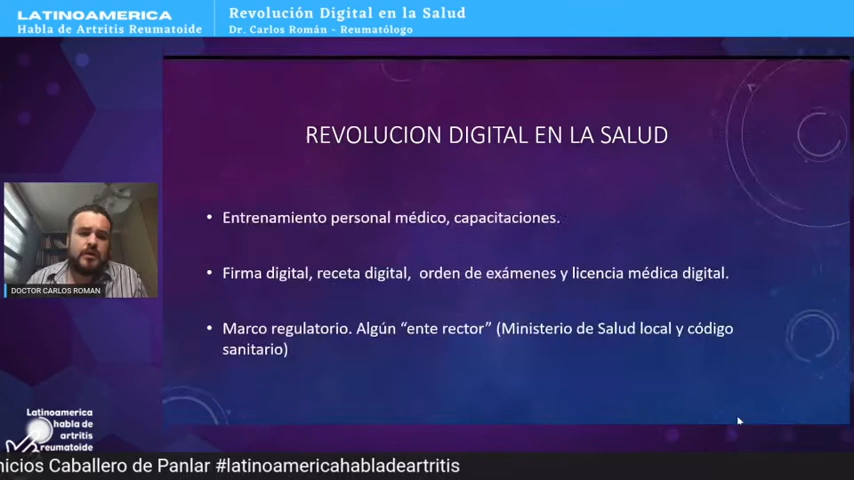 LATINOAMERICA
Habla de Artritis Reumatoide
Revolución Digital en la Salud
Dr. Carlos Román - Reumatólogo
REVOLUCION DIGITAL EN LA SALUD
• Entrenamiento personal médico, capacitaciones.
• Firma digital, receta digital, orden de exámenes y licencia médica digital.
• Marco regulatorio. Algún “ente rector” (Ministerio de Salud local y código
sanitario)
DOCTOR CARLOS ROMAN
Latinoamerica
habla de
artritis
reumatoide
Caballero de Panlar #latinoamericahabladeartritis